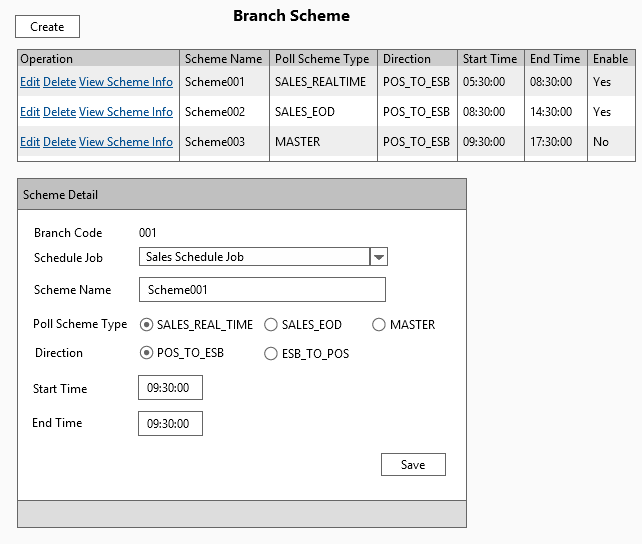 Branch Scheme
Create
Operation Scheme Name Poll Scheme Type Direction Start Time End Time Enable
Edit Delete View Scheme Info Scheme001 SALES_REALTIME POS_TO_ESB 05:30:00 08:30:00 Yes
Edit Delete View Scheme Info Scheme002 SALES_EOD POS_TO_ESB 08:30:00 14:30:00 Yes
Edit Delete View Scheme Info Scheme003 MASTER POS_TO_ESB 09:30:00 17:30:00 No
Scheme Detail
Branch Code 001
Schedule Job Sales Schedule Job
Scheme Name Scheme001
Poll Scheme Type SALES_REAL_TIME SALES_EOD MASTER
Direction POS_TO_ESB ESB_TO_POS
Start Time 09:30:00
End Time 09:30:00
Save